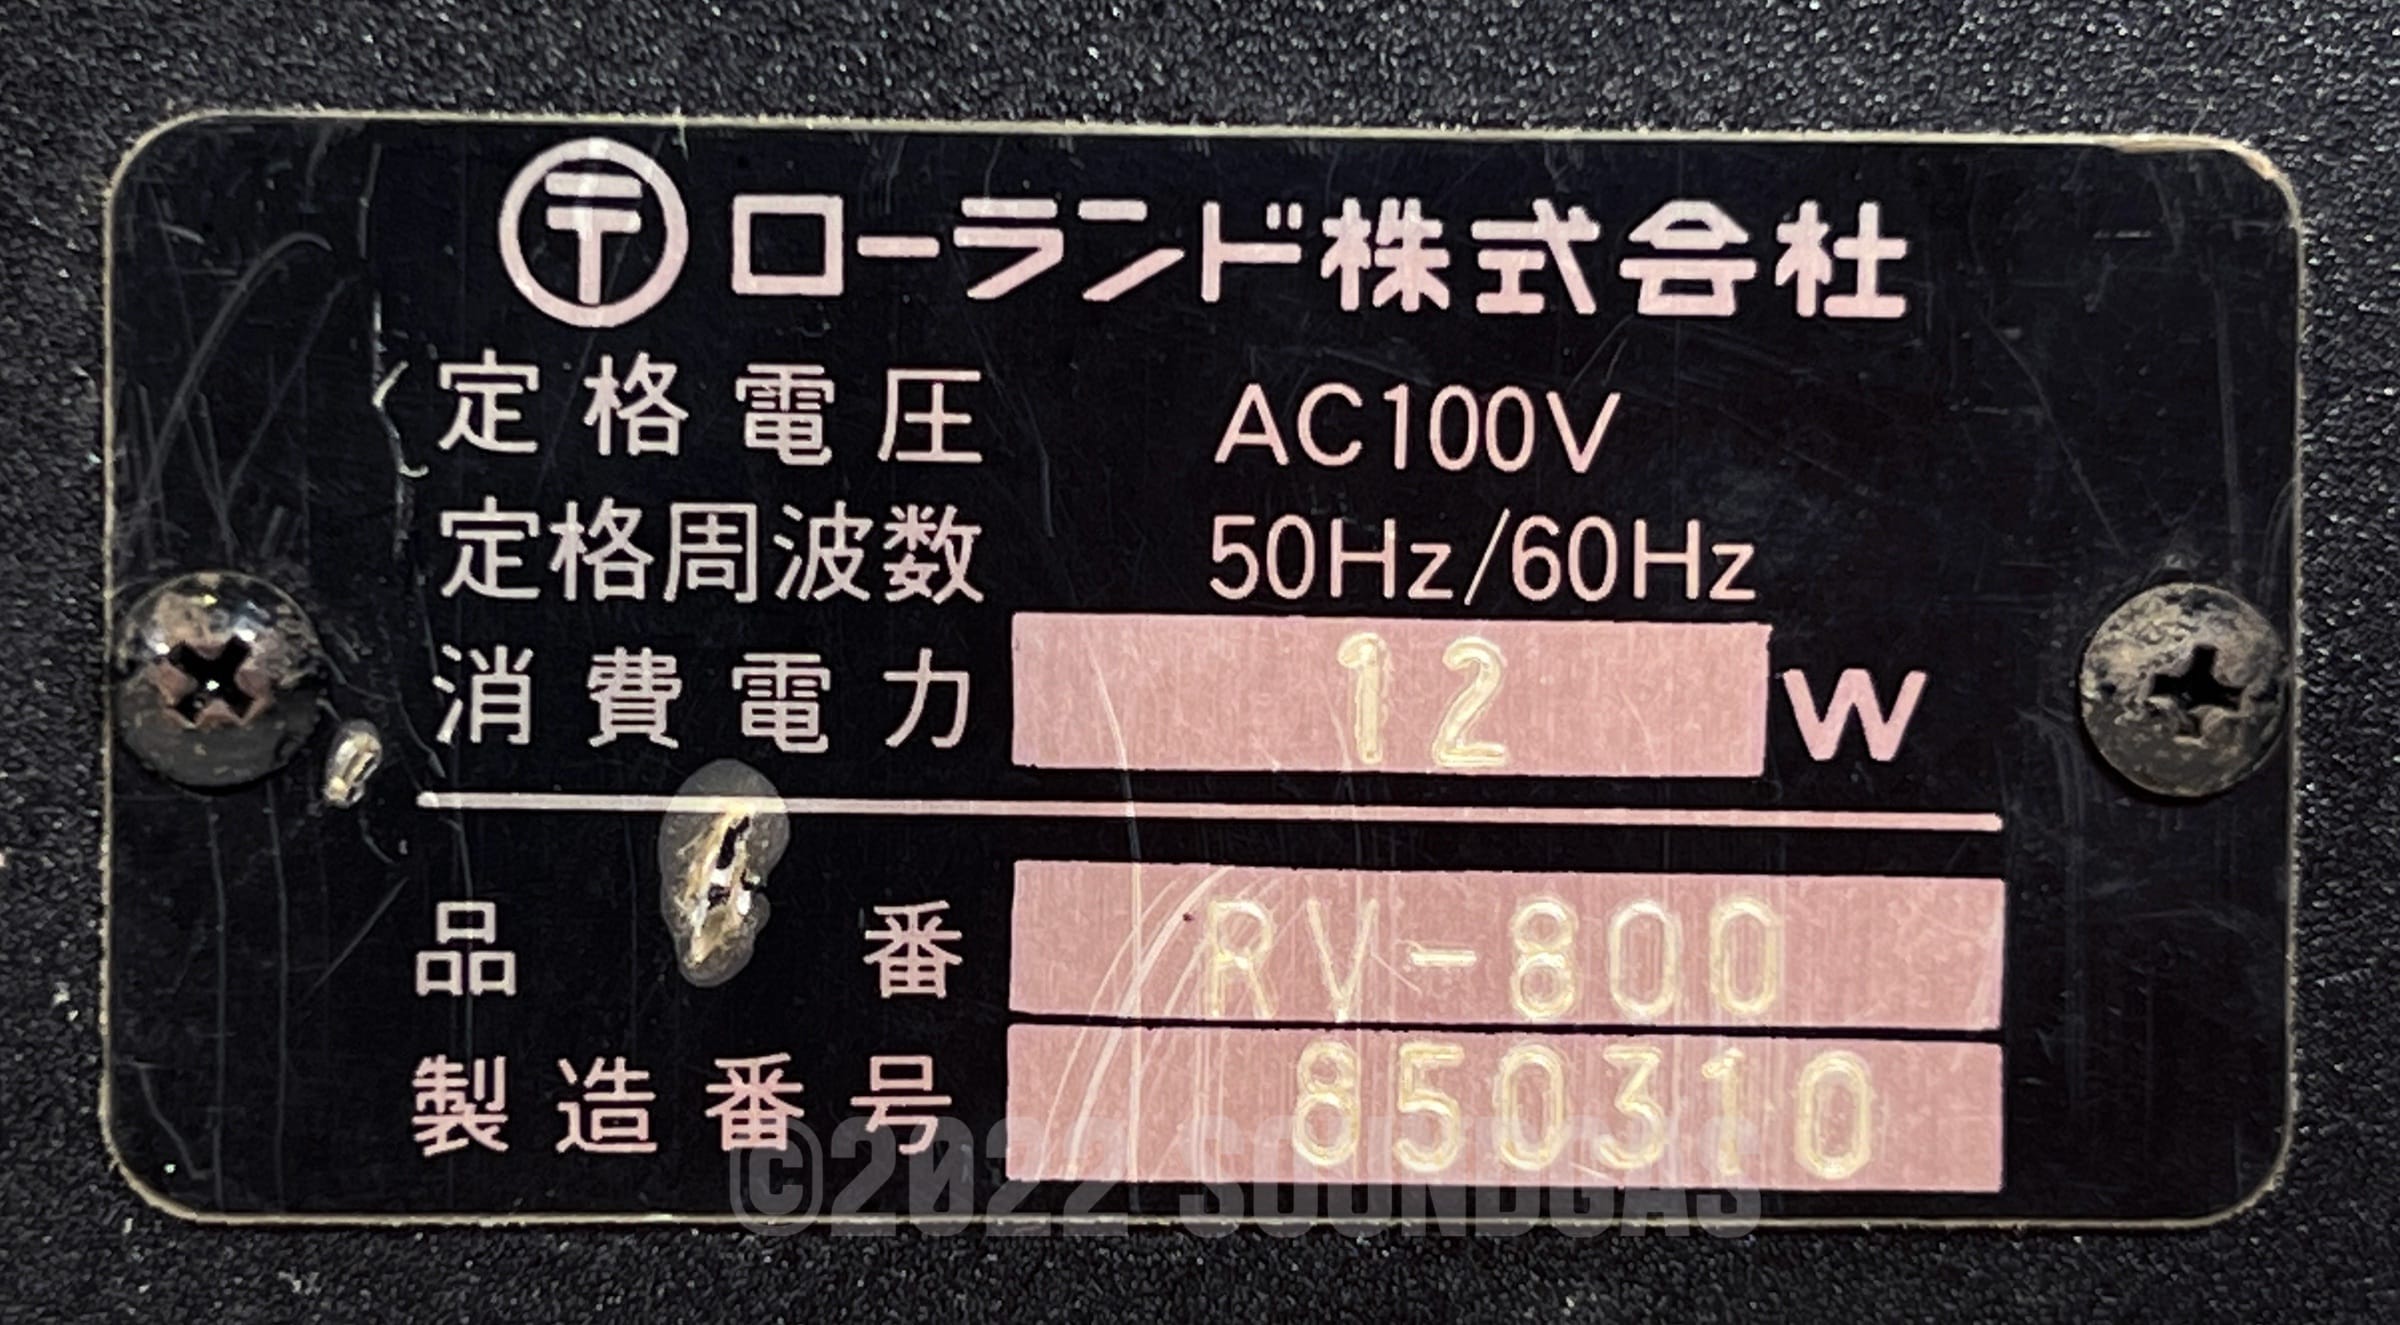 〶 ローランド株式会社
定格電圧 AC100V
定格周波数 50Hz/60Hz
消費電力 12 W
品番 RV-800
製造番号 850310
©2022 SOUNDGAS